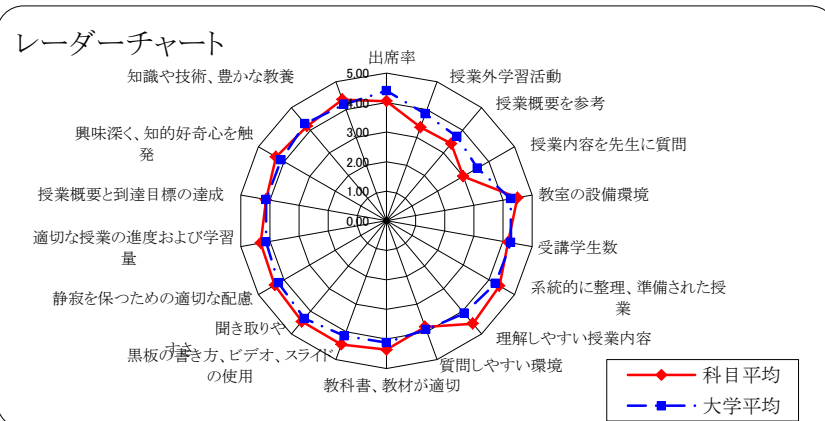 レーダーチャート
出席率
授業外学習活動
授業概要を参考
授業内容を先生に質問
教室の設備環境
受講学生数
系統的に整理、準備された授
業
理解しやすい授業内容
質問しやすい環境
教科書、教材が適切
黒板の書き方、ビデオ、スライド
の使用
聞き取りや
すさ
静寂を保つための適切な配慮
適切な授業の進度および学習
量
授業概要と到達目標の達成
興味深く、知的好奇心を触
発
知識や技術、豊かな教養
5.00
4.00
3.00
2.00
1.00
0.00
科目平均
大学平均